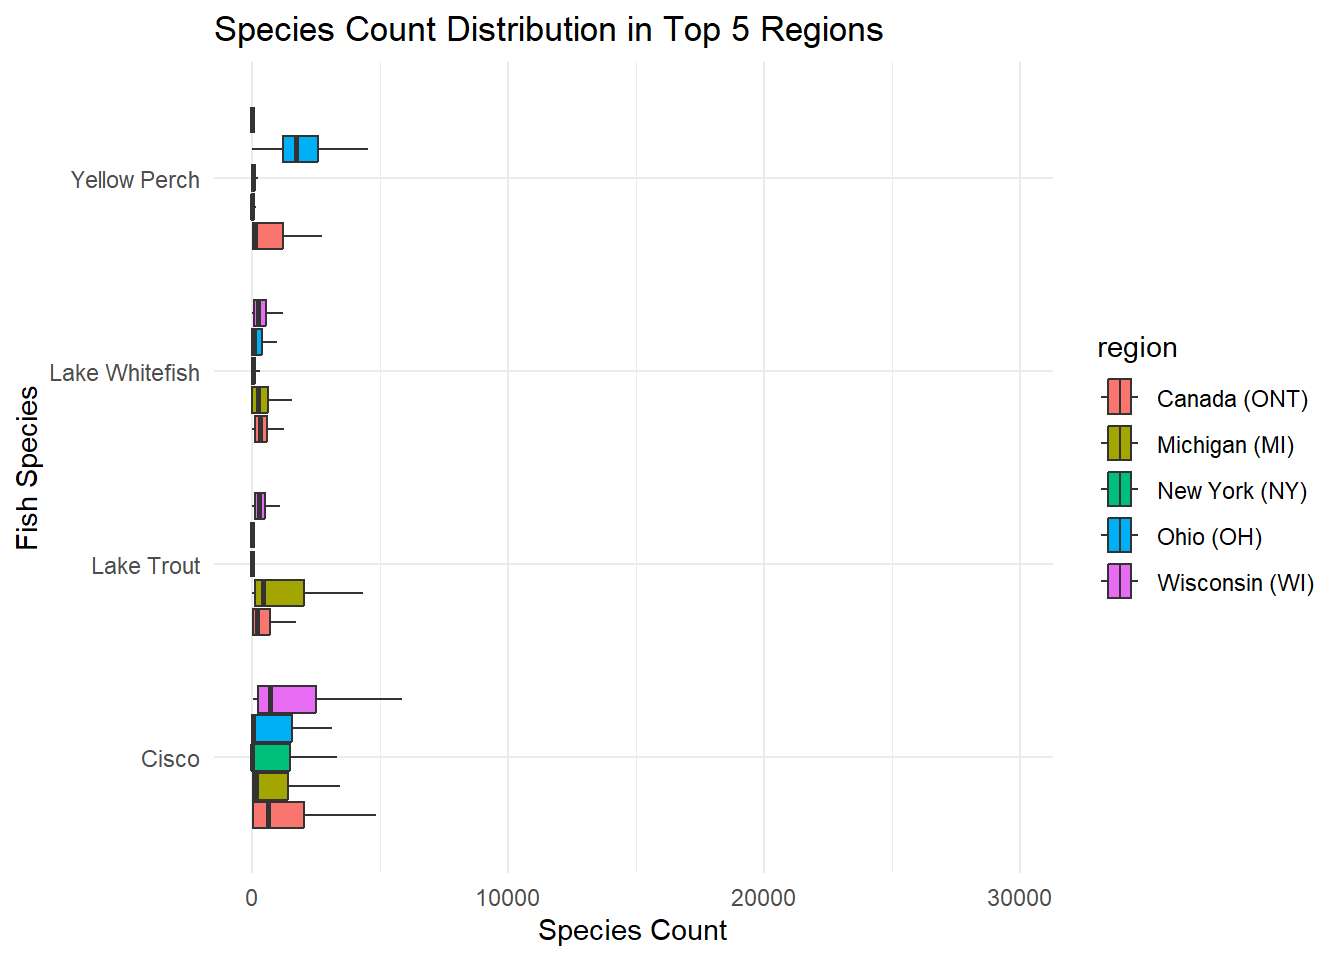 Species Count Distribution in Top 5 Regions
Yellow Perch
Lake Whitefish
Lake Trout
Cisco
Fish Species
0
10000
20000
30000
Species Count
region
Canada (ONT)
Michigan (MI)
New York (NY)
Ohio (OH)
Wisconsin (WI)